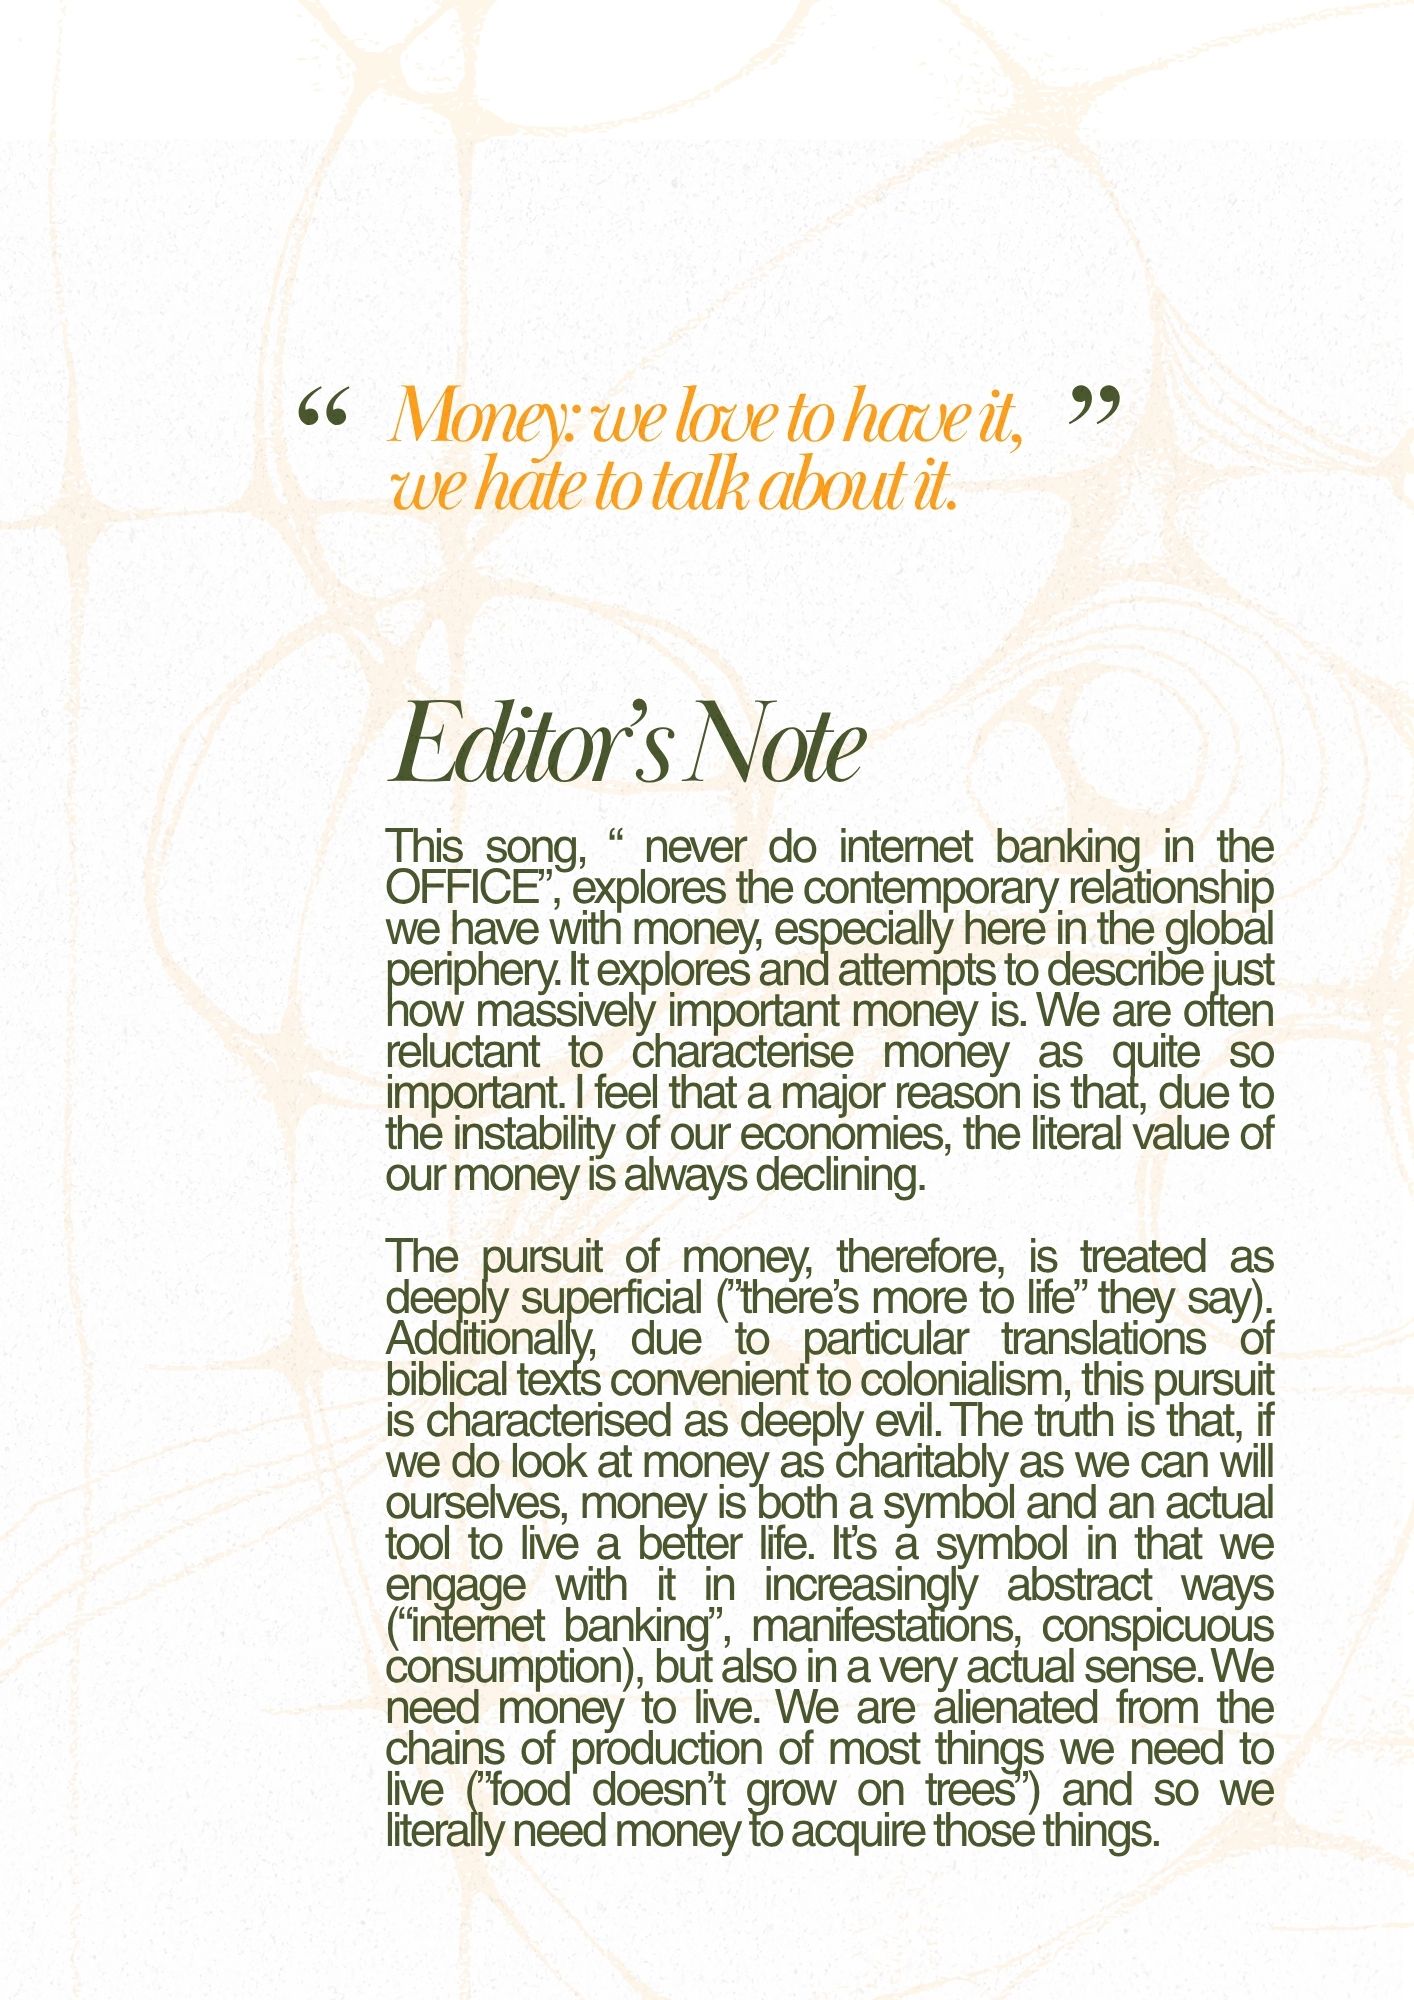 “ Money: we love to have it, ”
we hate to talk about it.
Editor’s Note
This song, “ never do internet banking in the
OFFICE”, explores the contemporary relationship
we have with money, especially here in the global
periphery. It explores and attempts to describe just
how massively important money is. We are often
reluctant to characterise money as quite so
important. I feel that a major reason is that, due to
the instability of our economies, the literal value of
our money is always declining.
The pursuit of money, therefore, is treated as
deeply superficial (”there’s more to life” they say).
Additionally, due to particular translations of
biblical texts convenient to colonialism, this pursuit
is characterised as deeply evil. The truth is that, if
we do look at money as charitably as we can will
ourselves, money is both a symbol and an actual
tool to live a better life. It’s a symbol in that we
engage with it in increasingly abstract ways
(“internet banking”, manifestations, conspicuous
consumption), but also in a very actual sense. We
need money to live. We are alienated from the
chains of production of most things we need to
live (”food doesn’t grow on trees”) and so we
literally need money to acquire those things.